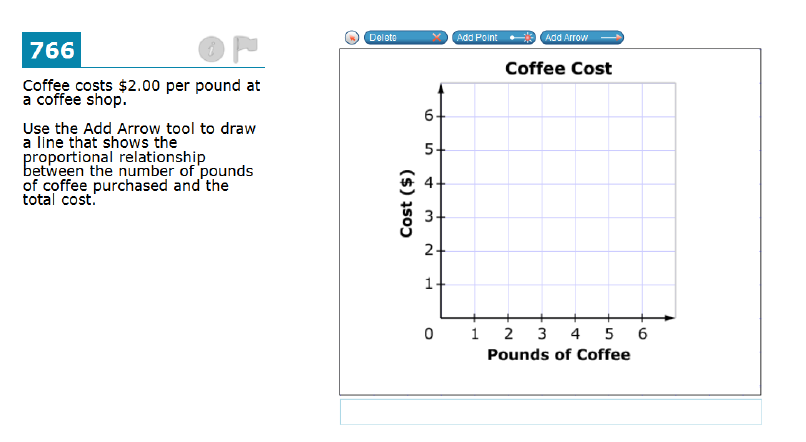 766
Coffee costs $2.00 per pound at
a coffee shop.
Use the Add Arrow tool to draw
a line that shows the
proportional relationship
between the number of pounds
of coffee purchased and the
total cost.
Delete
Add Point
Add Arrow
Coffee Cost
Cost ($)
6
5
4
3
2
1
0 1 2 3 4 5 6
Pounds of Coffee